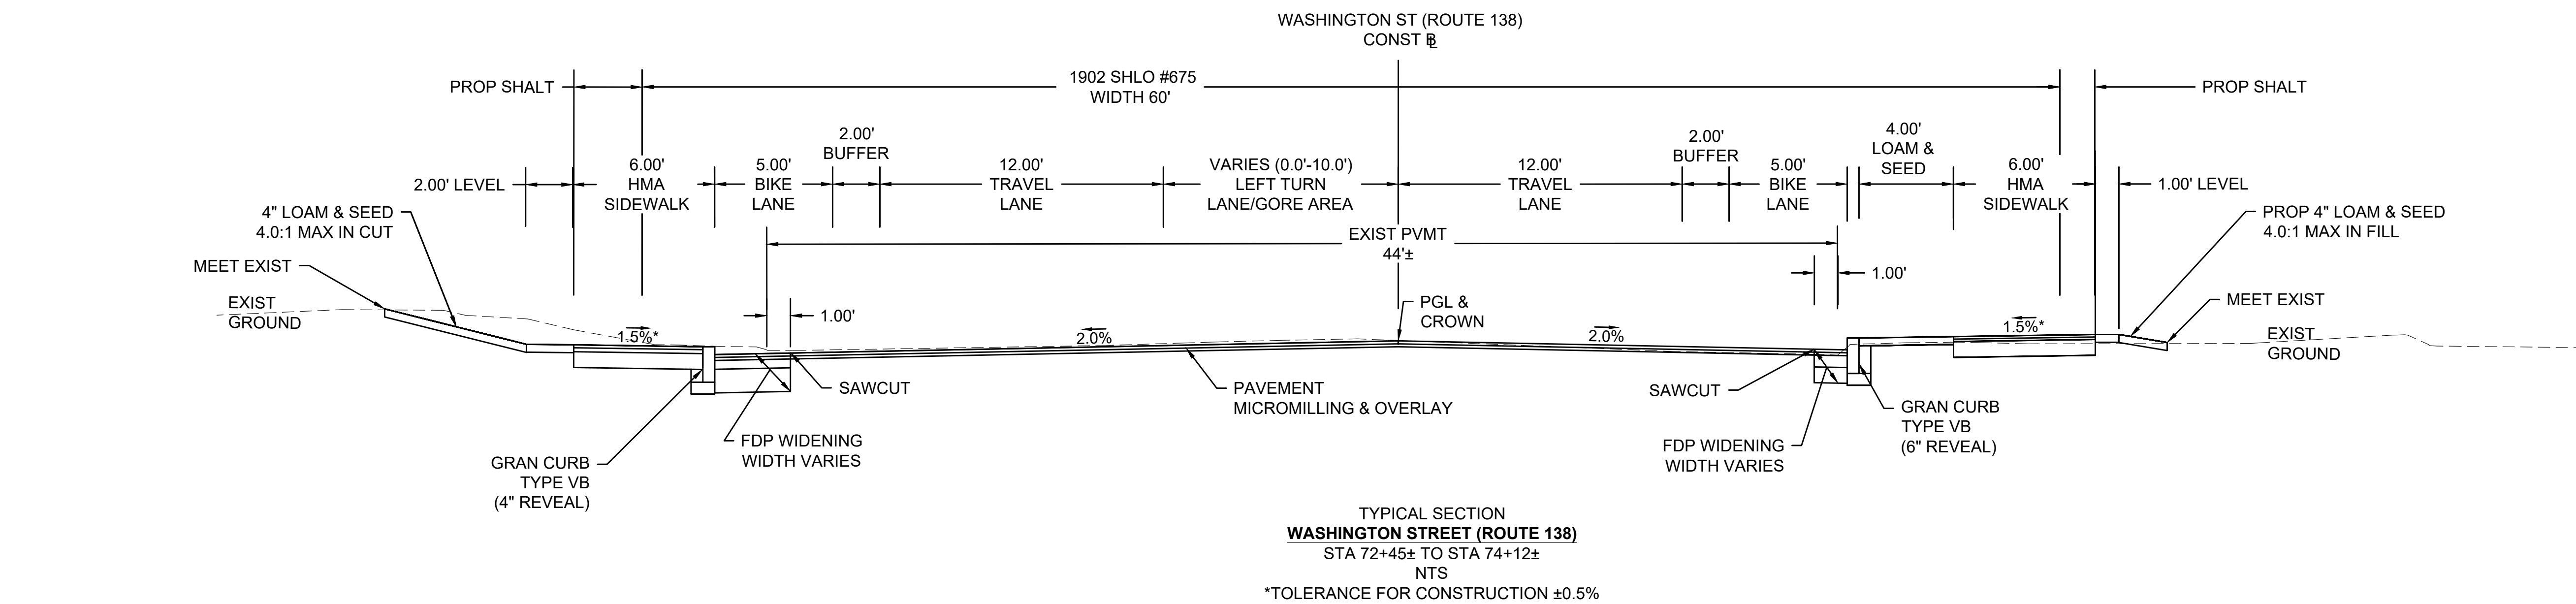 WASHINGTON ST (ROUTE 138)
CONST BL
PROP SHALT
1902 SHLO #675
WIDTH 60'
PROP SHALT
2.00' LEVEL
6.00'
HMA
SIDEWALK
5.00'
BIKE
LANE
2.00'
BUFFER
12.00'
TRAVEL
LANE
VARIES (0.0'-10.0')
LEFT TURN
LANE/GORE AREA
12.00'
TRAVEL
LANE
2.00'
BUFFER
5.00'
BIKE
LANE
4.00'
LOAM &
SEED
6.00'
HMA
SIDEWALK
1.00' LEVEL
4" LOAM & SEED
4.0:1 MAX IN CUT
PROP 4" LOAM & SEED
4.0:1 MAX IN FILL
EXIST PVMT
44'±
MEET EXIST
1.00'
EXIST
GROUND
1.00'
PGL &
CROWN
MEET EXIST
1.5%*
2.0%
2.0%
1.5%*
EXIST
GROUND
SAWCUT
PAVEMENT
MICROMILLING & OVERLAY
SAWCUT
GRAN CURB
TYPE VB
(6" REVEAL)
FDP WIDENING
WIDTH VARIES
FDP WIDENING
WIDTH VARIES
GRAN CURB
TYPE VB
(4" REVEAL)
TYPICAL SECTION
WASHINGTON STREET (ROUTE 138)
STA 72+45± TO STA 74+12±
NTS
*TOLERANCE FOR CONSTRUCTION ±0.5%